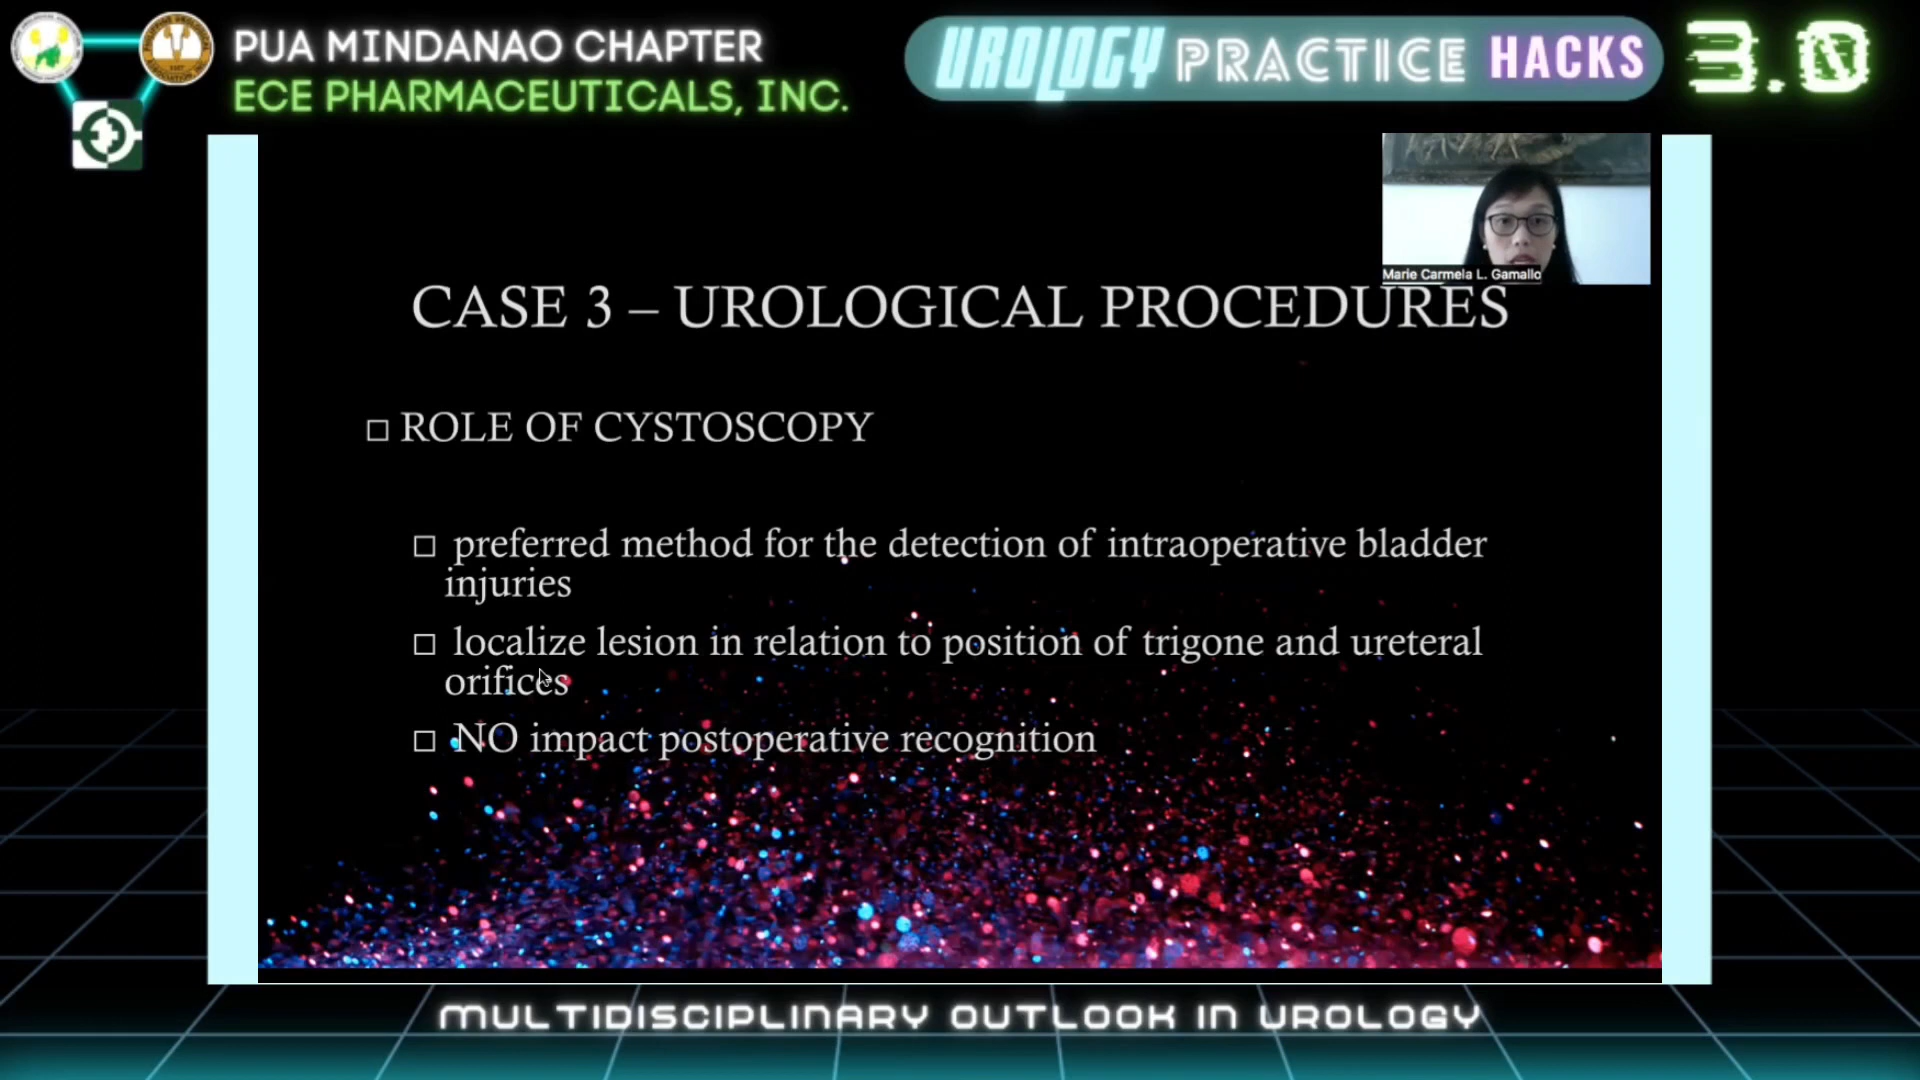 PUA MINDANAO CHAPTER
ECE PHARMACEUTICALS, INC.
UROLOGY PRACTICE HACKS 3.0
Marie Carmela L. Gamallo
CASE 3 – UROLOGICAL PROCEDURES
ROLE OF CYSTOSCOPY
preferred method for the detection of intraoperative bladder
injuries
localize lesion in relation to position of trigone and ureteral
orifices
NO impact postoperative recognition
MULTIDISCIPLINARY OUTLOOK IN UROLOGY